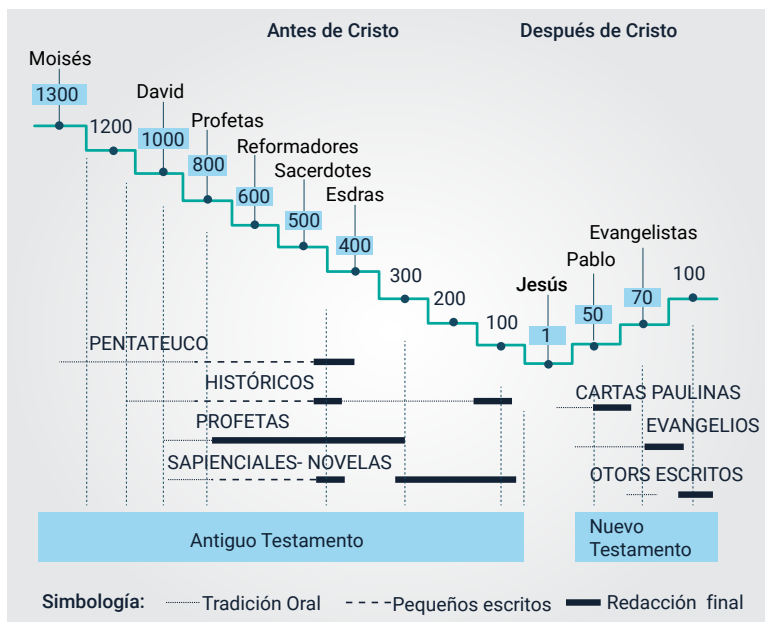 Antes de Cristo
Después de Cristo
Moisés
1300
1200
David
1000
Profetas
800
Reformadores
600
Sacerdotes
500
Esdras
400
300
200
100
Jesús
1
Pablo
50
Evangelistas
70
100
PENTATEUCO
HISTÓRICOS
PROFETAS
SAPIENCIALES- NOVELAS
CARTAS PAULINAS
EVANGELIOS
OTORS ESCRITOS
Antiguo Testamento
Nuevo
Testamento
Simbología:
Tradición Oral
Pequeños escritos
Redacción final